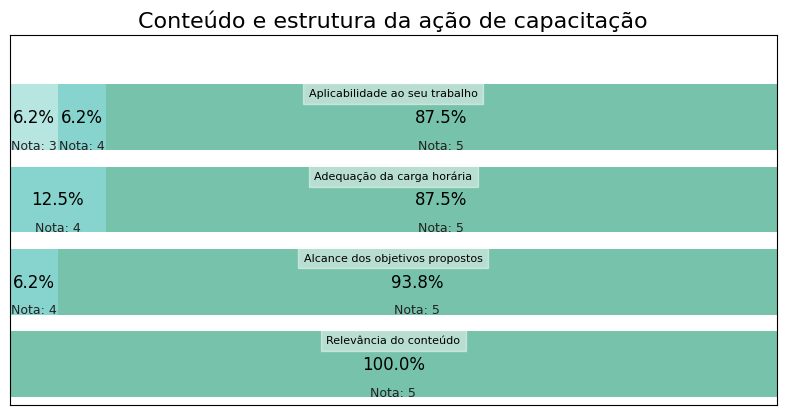 Conteúdo e estrutura da ação de capacitação
Aplicabilidade ao seu trabalho
6.2% 6.2% 87.5%
Nota: 3 Nota: 4 Nota: 5
Adequação da carga horária
12.5% 87.5%
Nota: 4 Nota: 5
Alcance dos objetivos propostos
6.2% 93.8%
Nota: 4 Nota: 5
Relevância do conteúdo
100.0%
Nota: 5